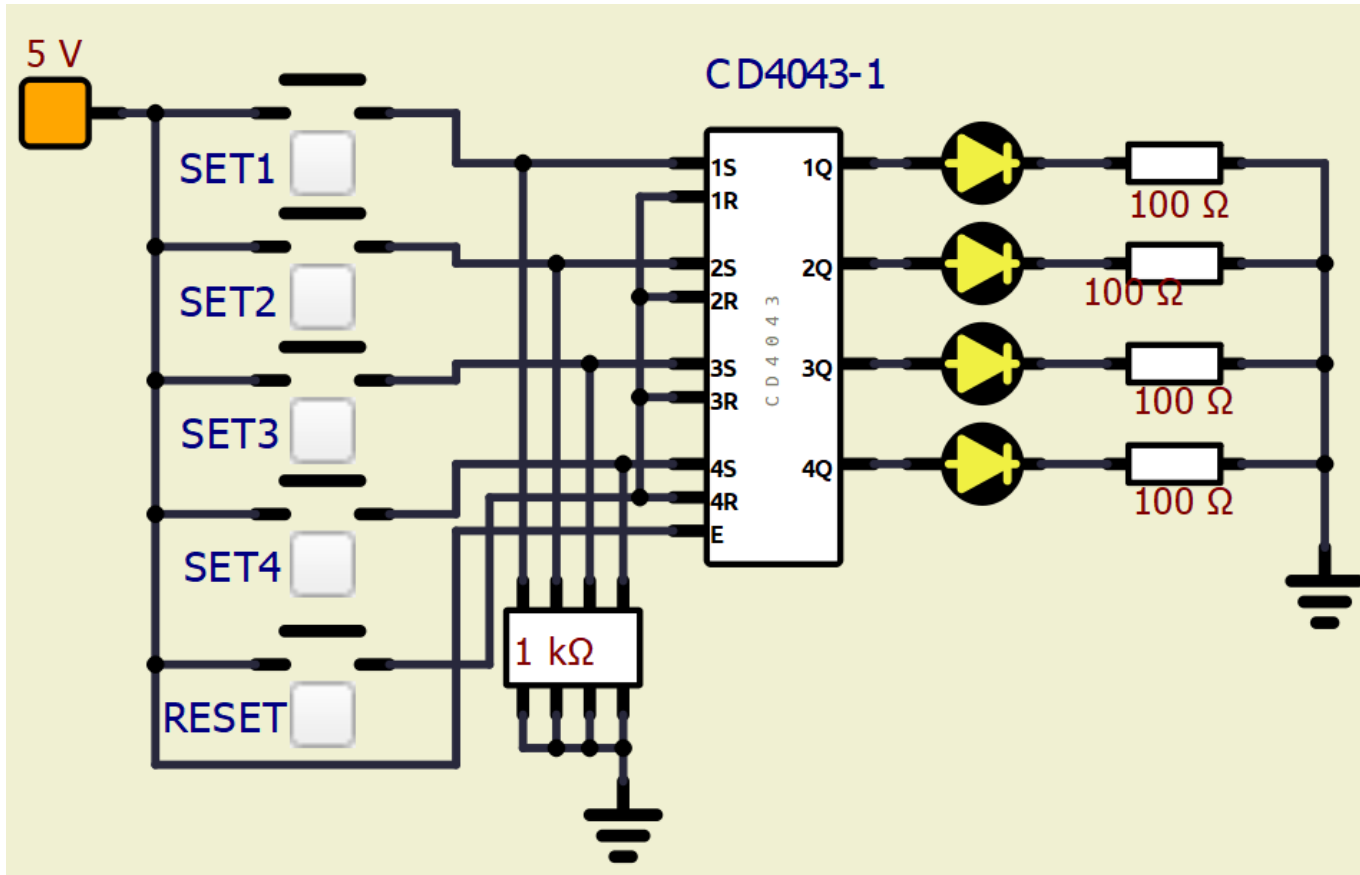 5 V
CD4043-1
SET1
SET2
SET3
SET4
RESET
1S
1R
2S
2R
3S
3R
4S
4R
E
1Q
2Q
3Q
4Q
CD4043
100 Ω
100 Ω
100 Ω
100 Ω
1 kΩ